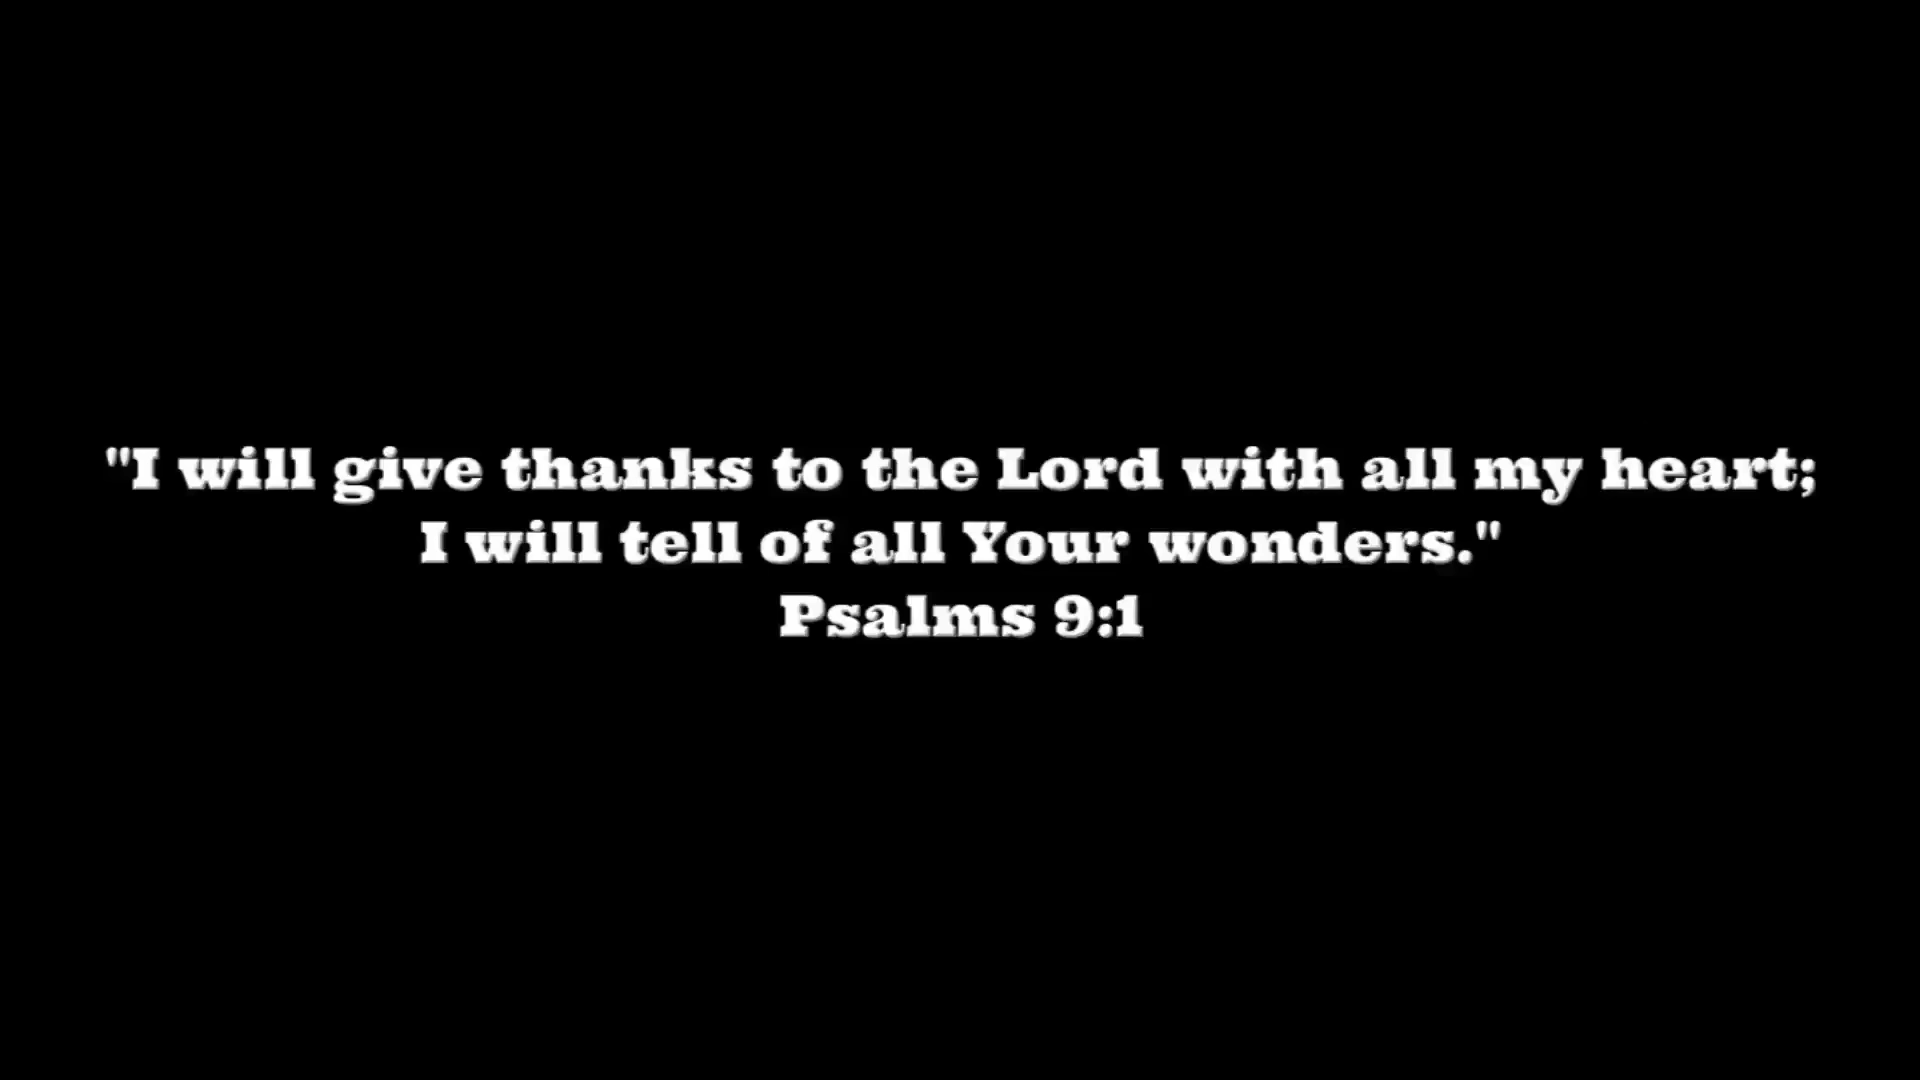 "I will give thanks to the Lord with all my heart;
I will tell of all Your wonders."
Psalms 9:1